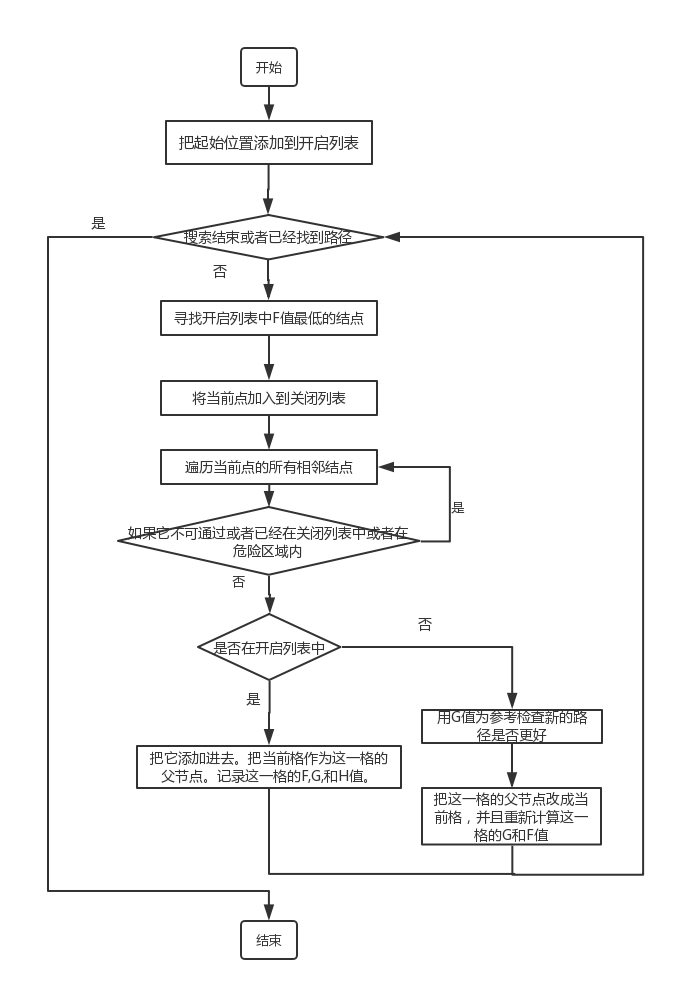 开始
把起始位置添加到开启列表
是
搜索结束或者已经找到路径
否
寻找开启列表中F值最低的结点
将当前点加入到关闭列表
遍历当前点的所有相邻结点
是
如果它不可通过或者已经在关闭列表中或者在
危险区域内
否
否
是否在开启列表中
是
用G值为参考检查新的路
径是否更好
把它添加进去。把当前格作为这一格的
父节点。记录这一格的F,G,和H值。
把这一格的父节点改成当
前格，并且重新计算这一
格的G和F值
结束